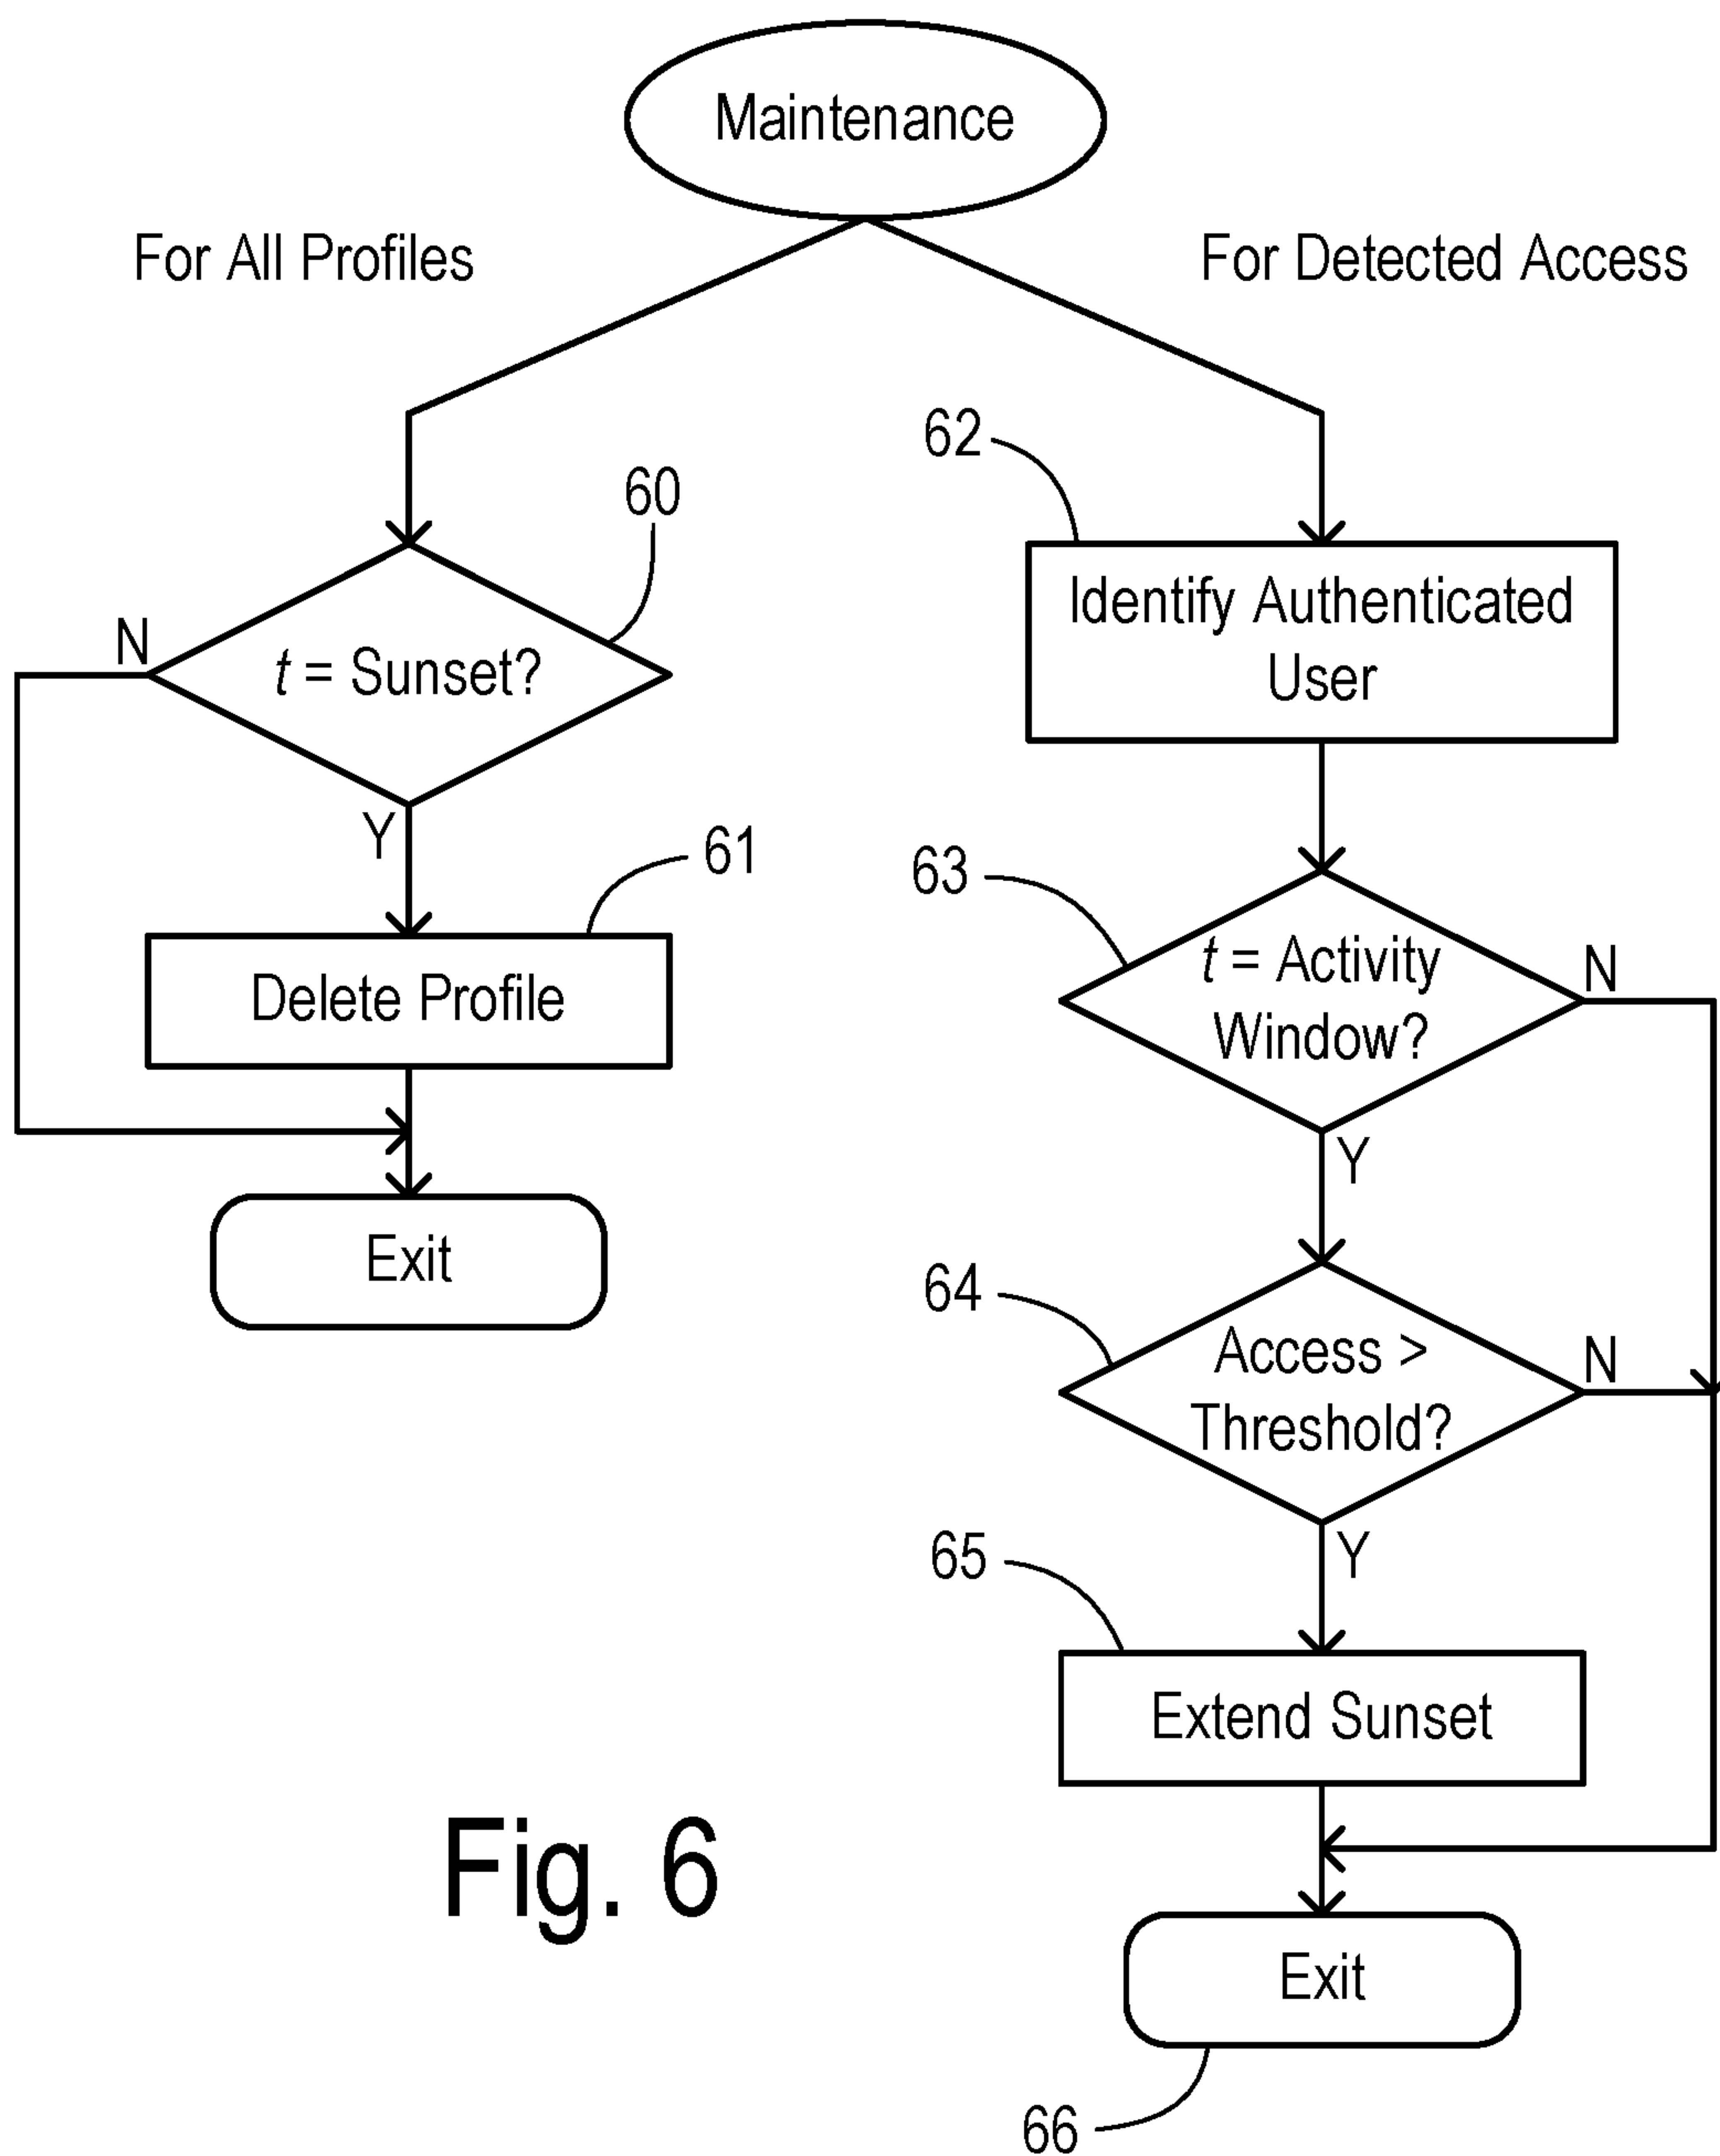 Maintenance
For All Profiles
For Detected Access
60
N
t = Sunset?
Y
61
Delete Profile
Exit
62
Identify Authenticated
User
63
t = Activity
Window?
N
Y
64
Access >
Threshold?
N
Y
65
Extend Sunset
Exit
66
Fig. 6